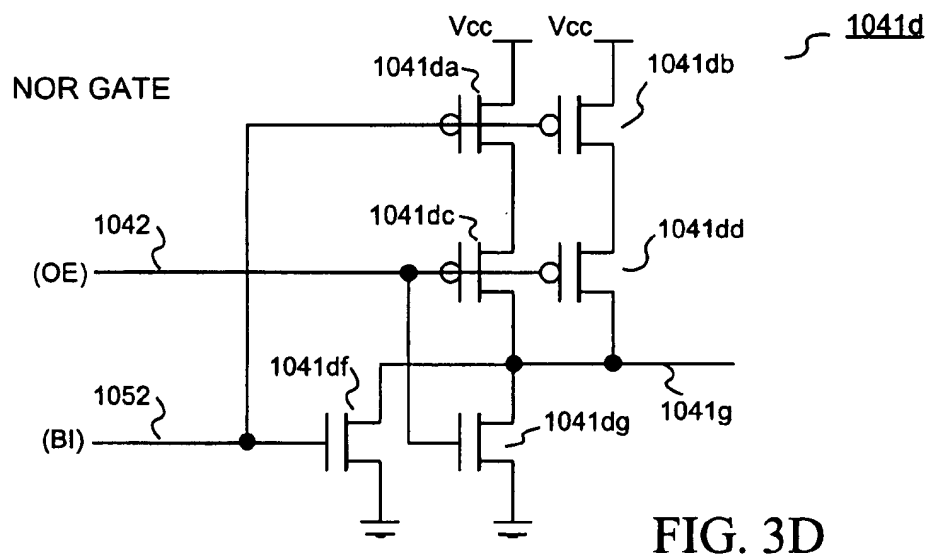 1041d
Vcc Vcc
1041da 1041db
NOR GATE
1041dc
1042 1041dd
(OE)
1041df
1052 1041g
1041dg
(BI)
FIG. 3D